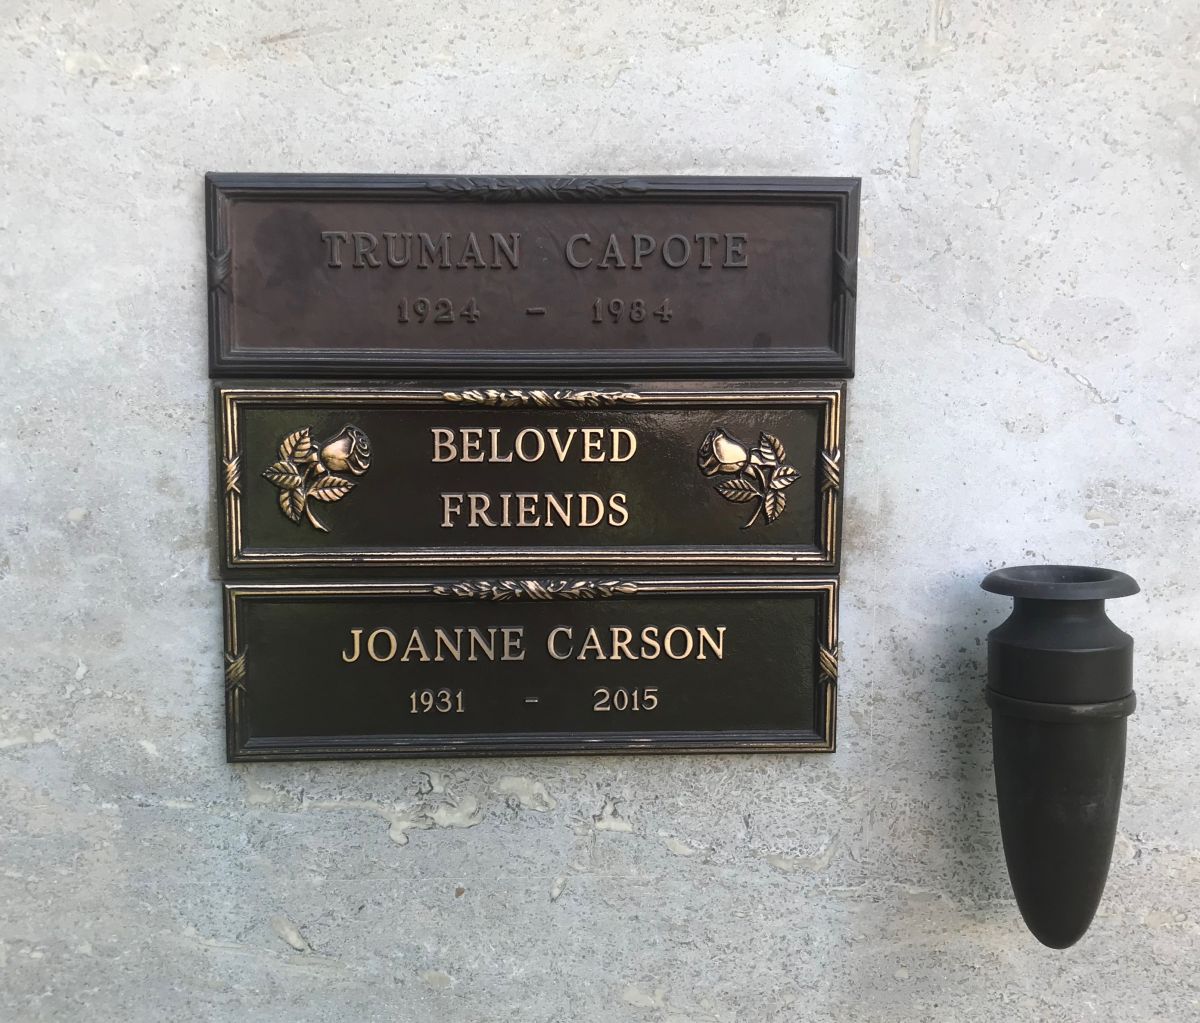 TRUMAN CAPOTE
1924 - 1984
BELOVED
FRIENDS
JOANNE CARSON
1931 - 2015